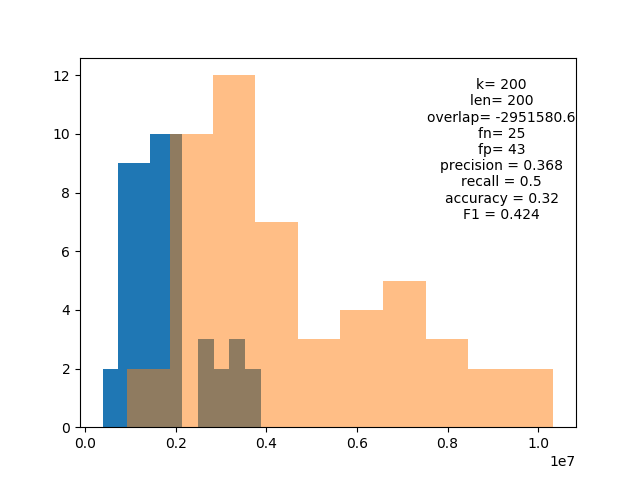 12
10
8
6
4
2
0
k= 200
len= 200
overlap= -2951580.6
fn= 25
fp= 43
precision = 0.368
recall = 0.5
accuracy = 0.32
F1 = 0.424
0.0 0.2 0.4 0.6 0.8 1.0
1e7